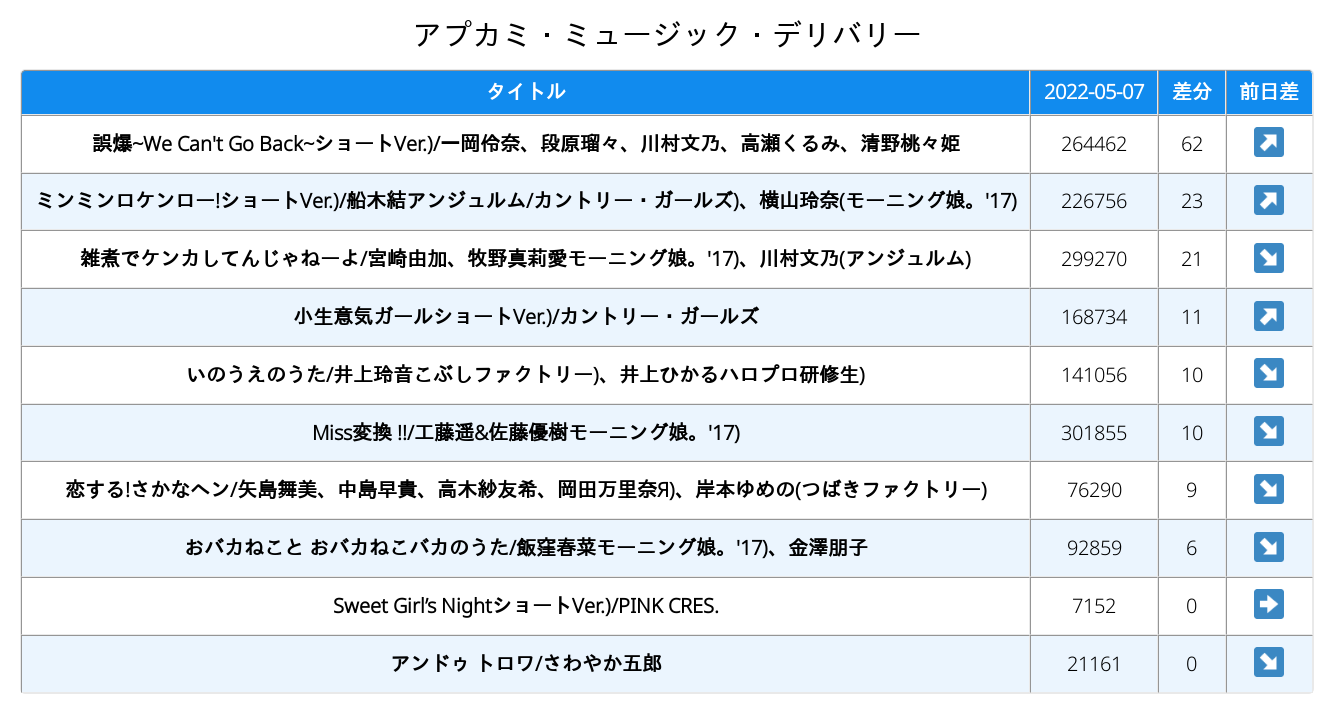 アプカミ・ミュージック・デリバリー
タイトル 2022-05-07 差分 前日差
誤爆~We Can't Go Back~ショートVer.)/一岡伶奈、段原瑠々、川村文乃、高瀬くるみ、清野桃々姫 264462 62
ミンミンロケンロー!ショートVer.)/船木結アンジュルム/カントリー・ガールズ)、横山玲奈(モーニング娘。'17) 226756 23
雑煮でケンカしてんじゃねーよ/宮崎由加、牧野真莉愛モーニング娘。'17)、川村文乃(アンジュルム) 299270 21
小生意気ガールショートVer.)/カントリー・ガールズ 168734 11
いのうえのうた/井上玲音こぶしファクトリー)、井上ひかるハロプロ研修生) 141056 10
Miss変換 !!/工藤遥&佐藤優樹モーニング娘。'17) 301855 10
恋する!さかなヘン/矢島舞美、中島早貴、高木紗友希、岡田万里奈Я)、岸本ゆめの(つばきファクトリー) 76290 9
おバカねこと おバカねこバカのうた/飯窪春菜モーニング娘。'17)、金澤朋子 92859 6
Sweet Girl’s NightショートVer.)/PINK CRES. 7152 0
アンドゥ トロワ/さわやか五郎 21161 0